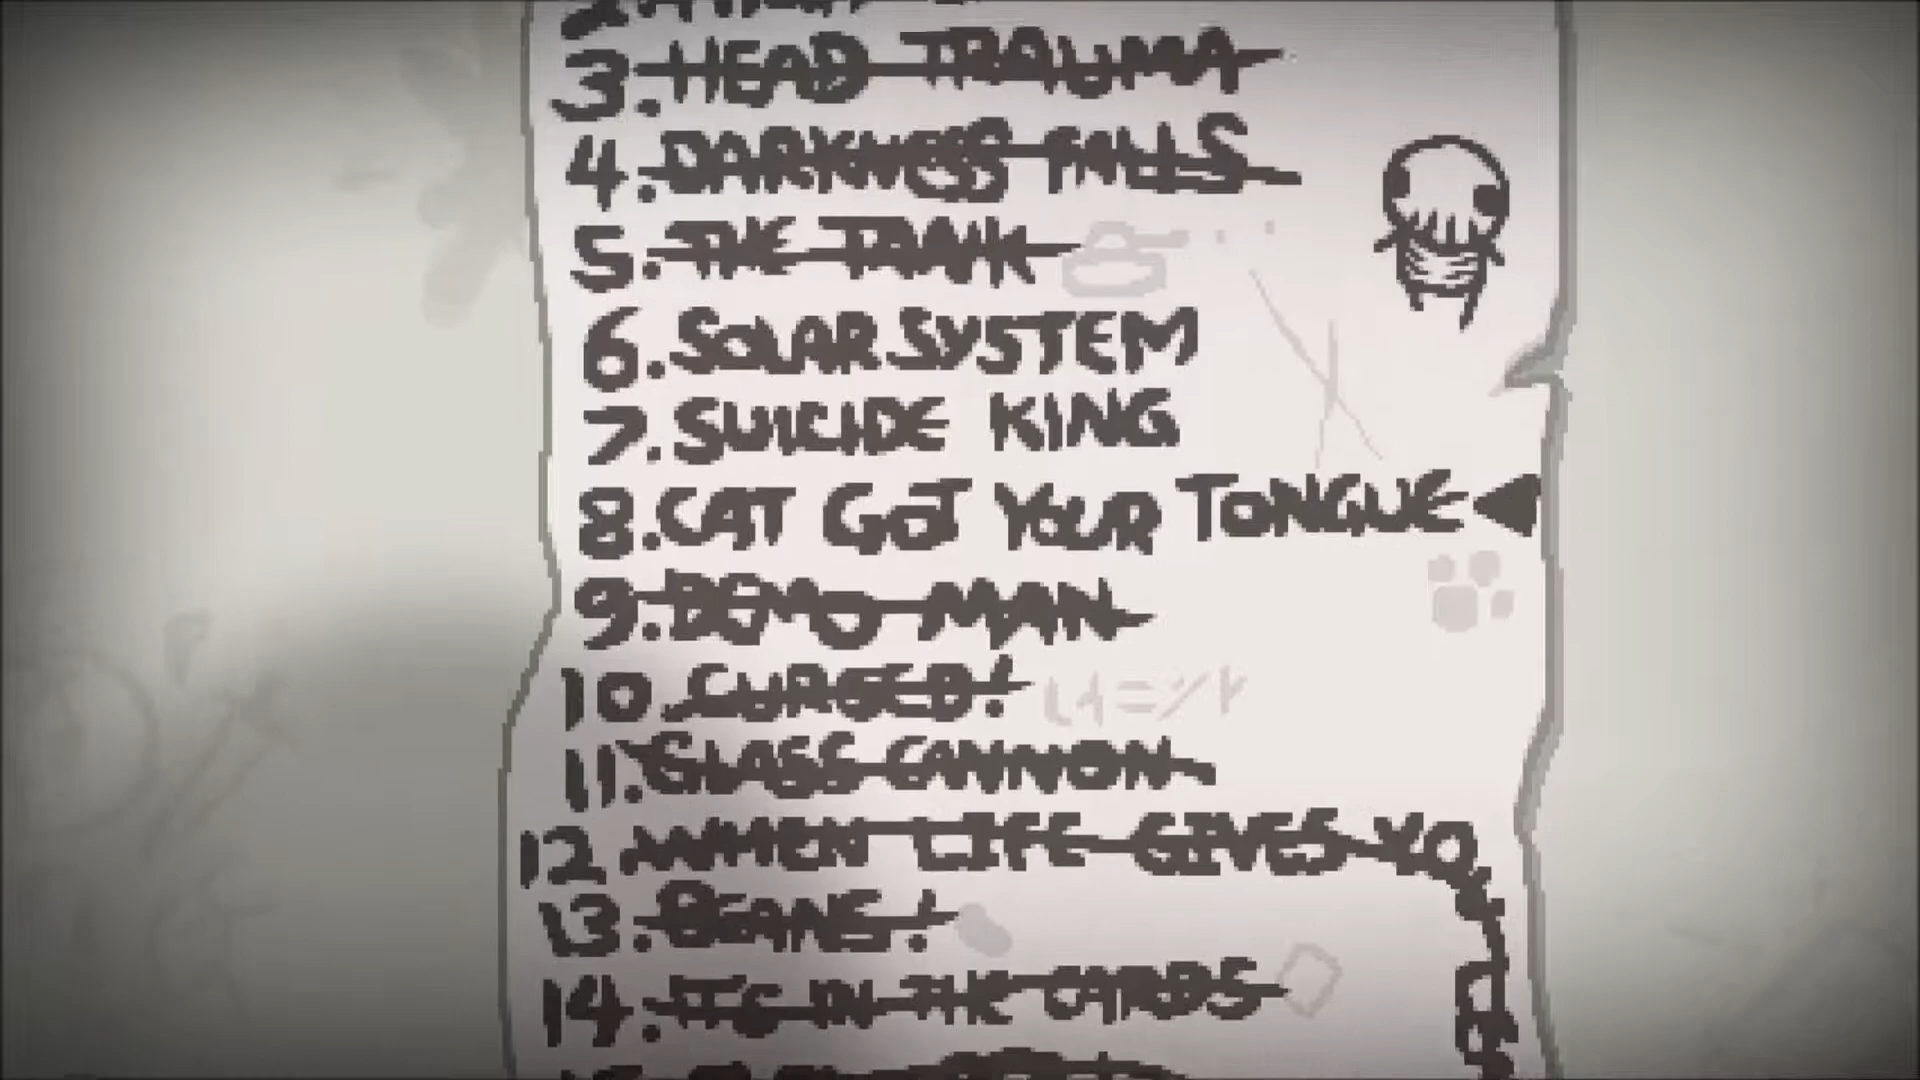 3. HEAD TRAUMA
4. DARKNESS FALLS
5. THE TANK
6. SOLAR SYSTEM
7. SUICIDE KING
8. CAT GOT YOUR TONGUE
9. DEMO MAN
10. CURSED!
11. GLASS CANNON
12 WHEN LIFE GIVES YO
13. BEANS!
14. ITS IN THE CARDS